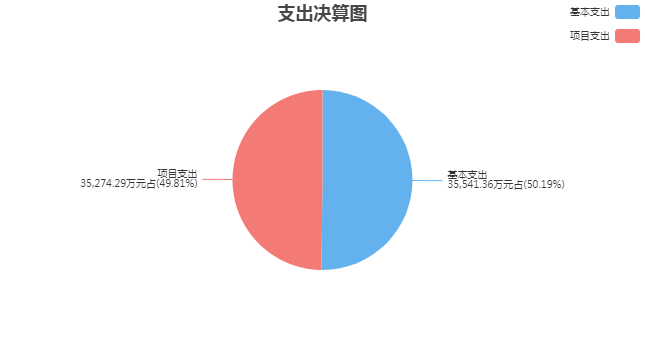 支出决算图
基本支出
项目支出
项目支出
35,274.29万元占(49.81%)
基本支出
35,541.36万元占(50.19%)